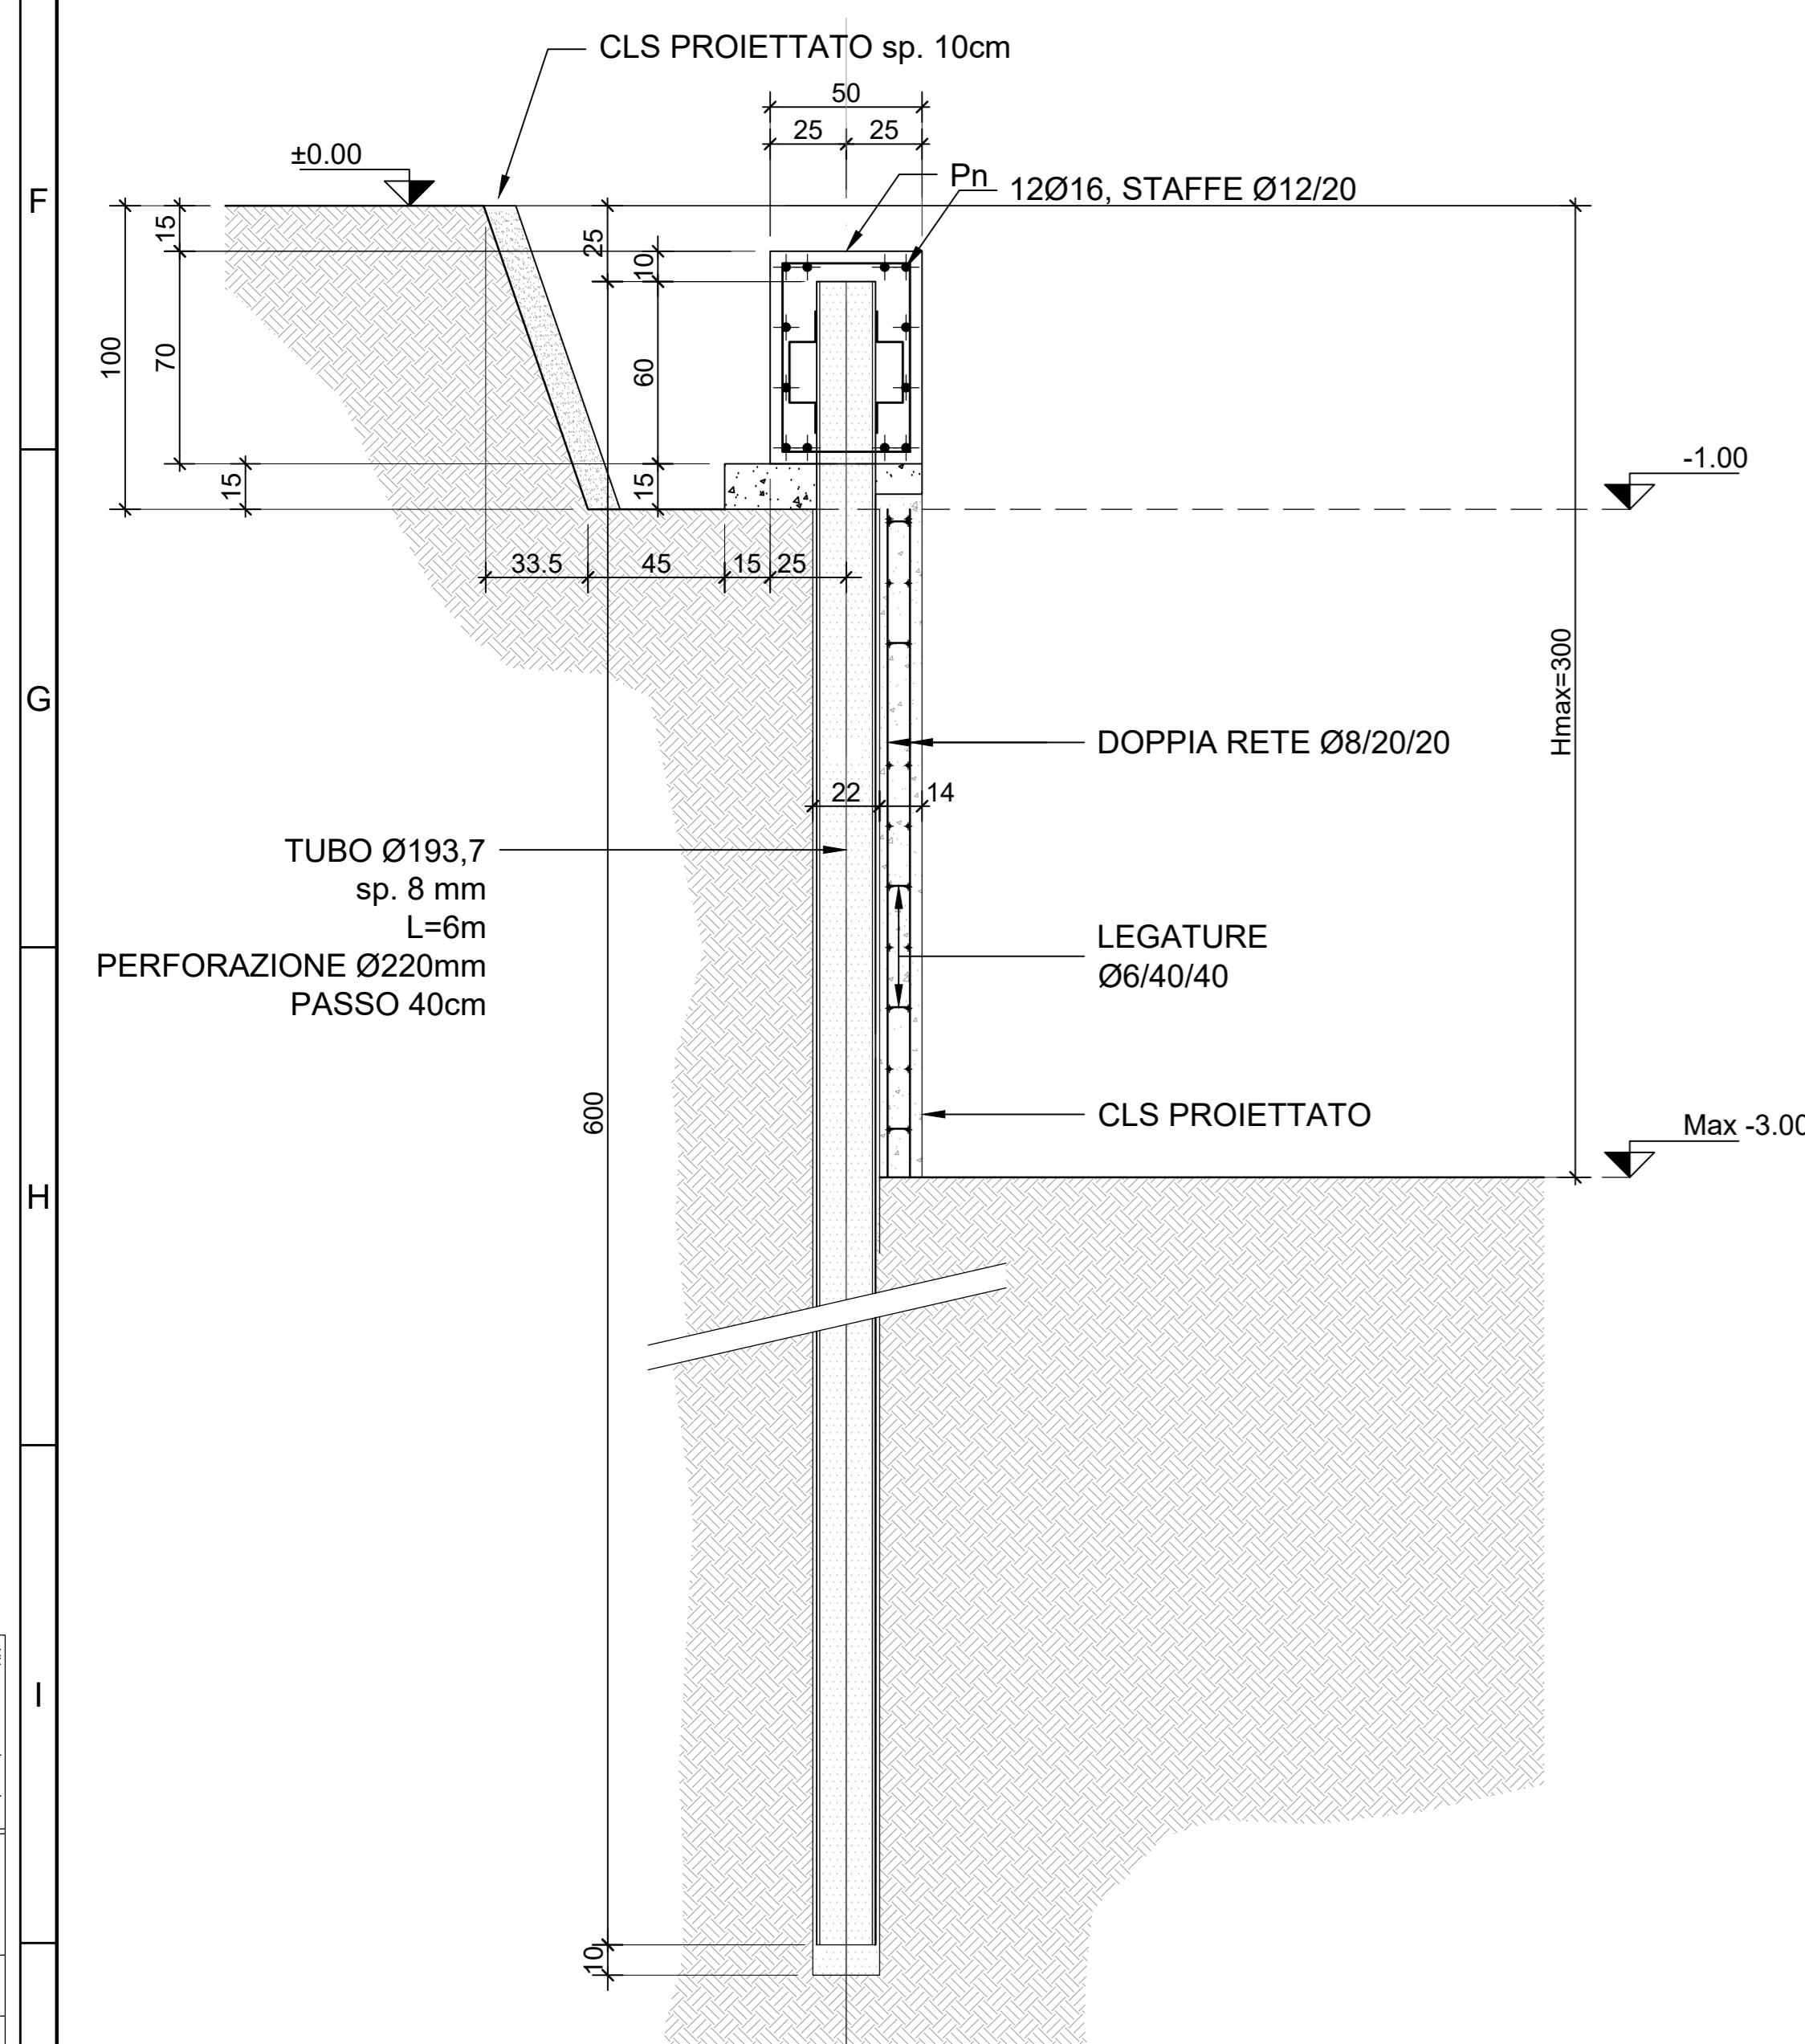 CLS PROIETTATO sp. 10cm
50
25 25
±0.00
Pn
12Ø16, STAFFE Ø12/20
F
15
25
10
100
70
60
-1.00
15
15
33.5 45 15 25
Hmax=300
G
DOPPIA RETE Ø8/20/20
22 14
TUBO Ø193,7
sp. 8 mm
L=6m
PERFORAZIONE Ø220mm
PASSO 40cm
LEGATURE
Ø6/40/40
600
CLS PROIETTATO
Max -3.00
H
I
10